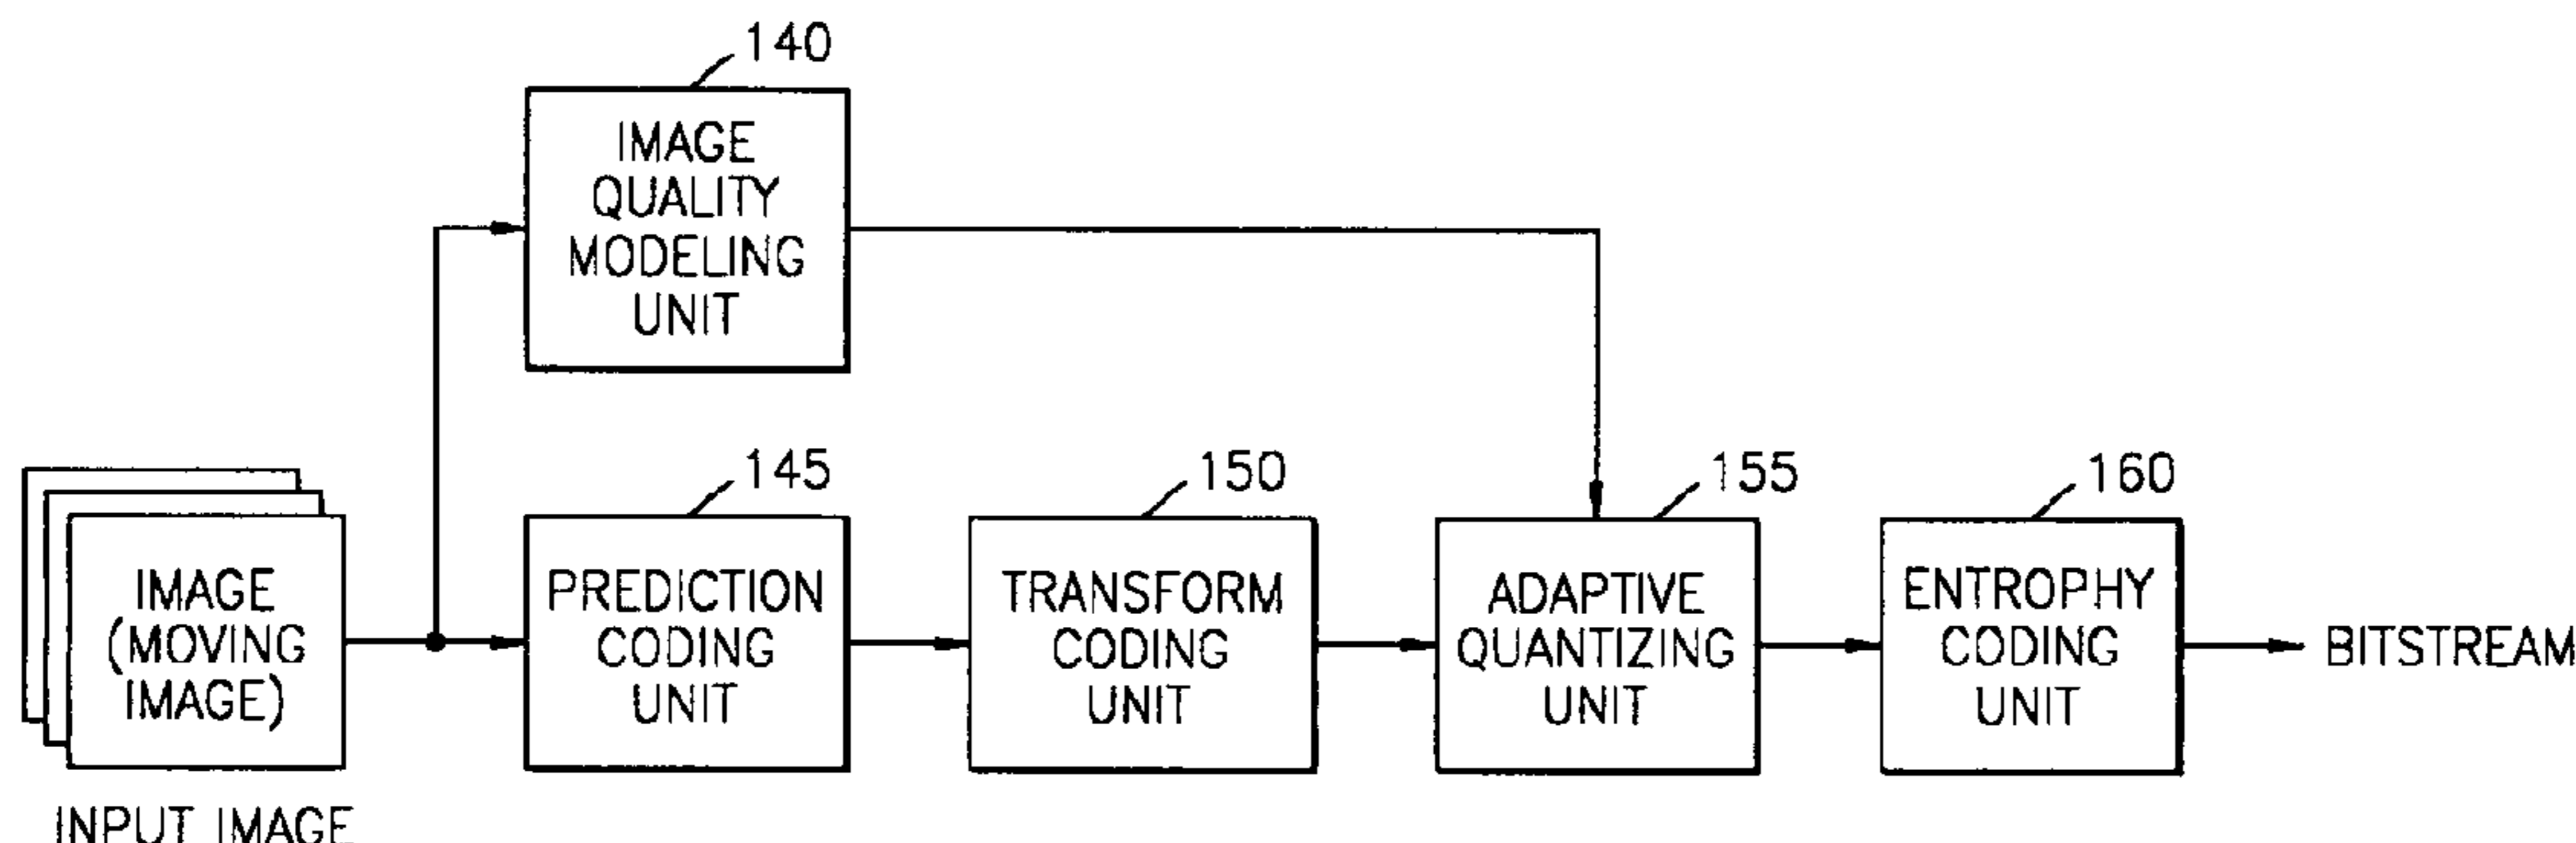 140
IMAGE
QUALITY
MODELING
UNIT
145
150
155
160
IMAGE
(MOVING
IMAGE)
PREDICTION
CODING
UNIT
TRANSFORM
CODING
UNIT
ADAPTIVE
QUANTIZING
UNIT
ENTROPHY
CODING
UNIT
BITSTREAM
INPUT IMAGE